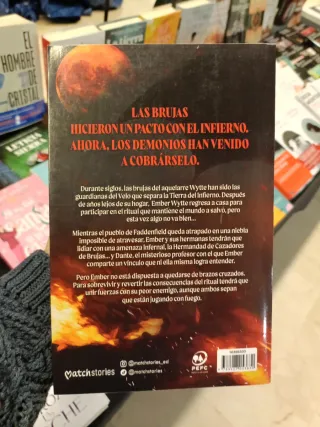 EL
HOMBRE
DE
CRISTAL
La tierra
LAS BRUJAS
HICIERON UN PACTO CON EL INFIERNO.
AHORA, LOS DEMONIOS HAN VENIDO
A COBRÁRSELO.
Durante siglos, las brujas del aquelarre Wytte han sido las
guardianas del Velo que separa la Tierra del infierno. Después
de años lejos de su hogar, Ember Wytte regresa a casa para
participar en el ritual que mantiene el mundo a salvo, pero
esta vez algo no va bien...
Mientras el pueblo de Faddenfield queda atrapado en una niebla
imposible de atravesar, Ember y sus hermanas tendrán que
lidiar con una amenaza infernal, la Hermandad de Cazadores
de Brujas... y Dante, el misterioso profesor con el que Ember
comparte un vínculo que ni ella misma logra entender.
Pero Ember no está dispuesta a quedarse de brazos cruzados.
Para sobrevivir y revertir las consecuencias del ritual tendrá que
unir fuerzas con su peor enemigo, aunque ambos sepan
que están jugando con fuego.
Matchstories
PEFC
CHE